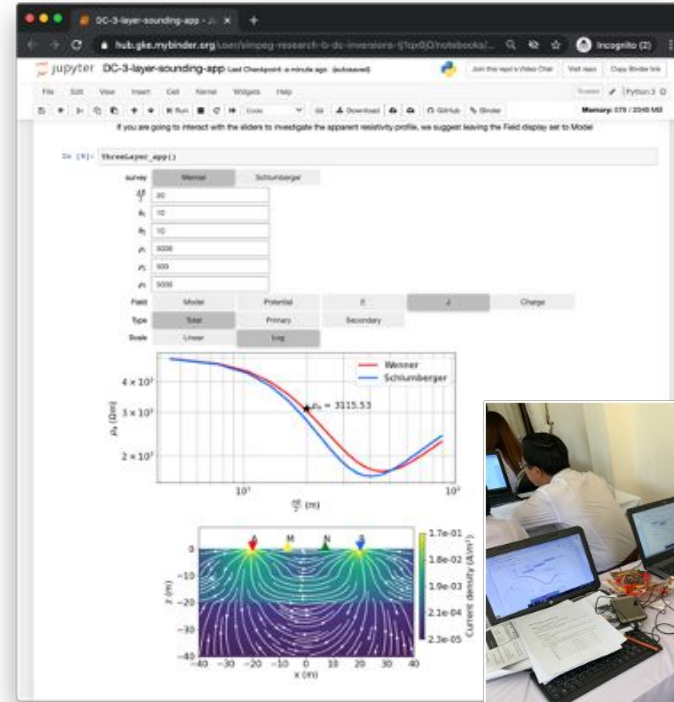 DC-3-layer-sounding-app - Ju
hub.gke.mybinder.org/user/simpeg-research-
Incognito (2)
jupyter DC-3-layer-sounding-app Last Checkpoint: a minute ago (autosaved)
Join this repo's Video Chat Visit repo Copy Binder link
File Edit View Insert Cell Kernel Widgets Help
Python 3
Run Code Download GitHub Binder
If you are going to interact with the sliders to investigate the apparent resistivity profile, we suggest leaving the Field display set to Model
ThreeLayer_app()
survey Wenner Schlumberger
AB/2 20
h₁ 10
h₂ 10
ρ₁ 5000
ρ₂ 500
ρ₃ 5000
Field Model Potential E J Charge
Type Total Primary Secondary
Scale Linear Log
Wenner
Schlumberger
4 × 10³
3 × 10³
2 × 10³
ρₐ = 3115.53
ρₐ (Ωm)
10¹
AB/2 (m)
A M N B
0
−10
−20
−30
−40
z (m)
−40 −30 −20 −10 0 10 20 30 40
x (m)
1.7e-01
1.8e-02
1.9e-03
2.1e-04
2.3e-05
Current density (A/m²)